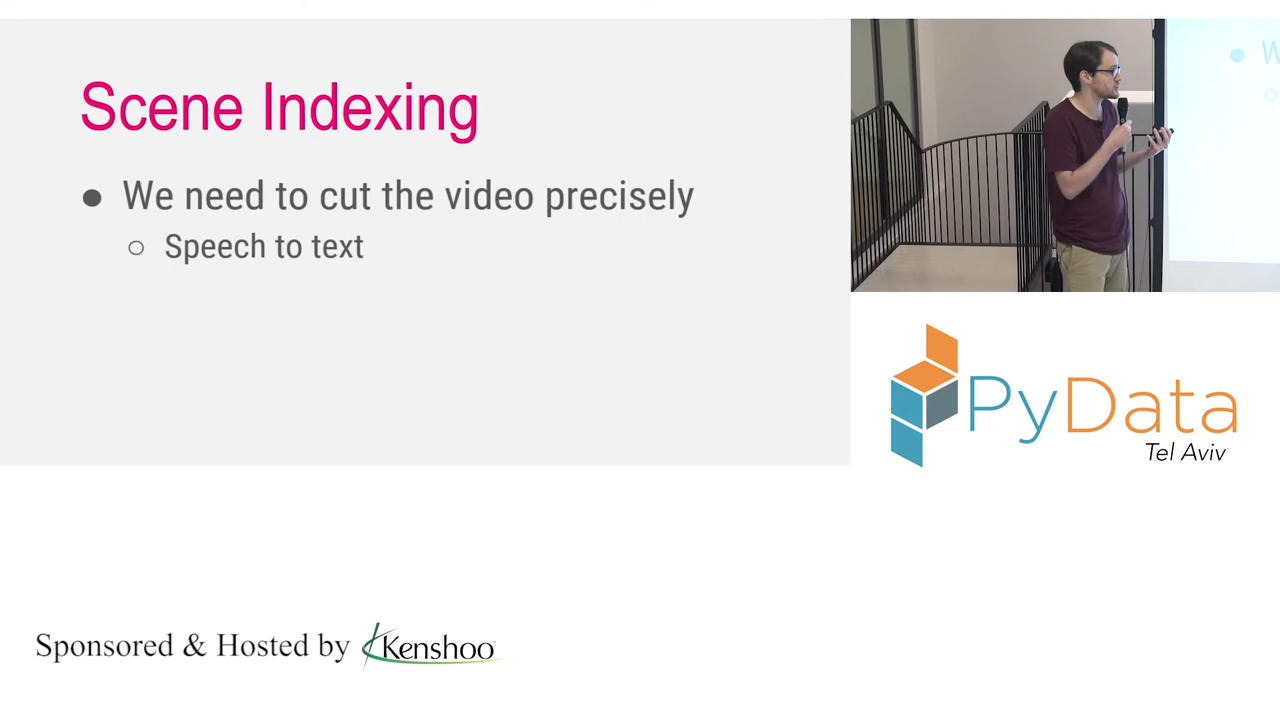 Scene Indexing
● We need to cut the video precisely
○ Speech to text
W
PyData
Tel Aviv
Sponsored & Hosted by Kenshoo